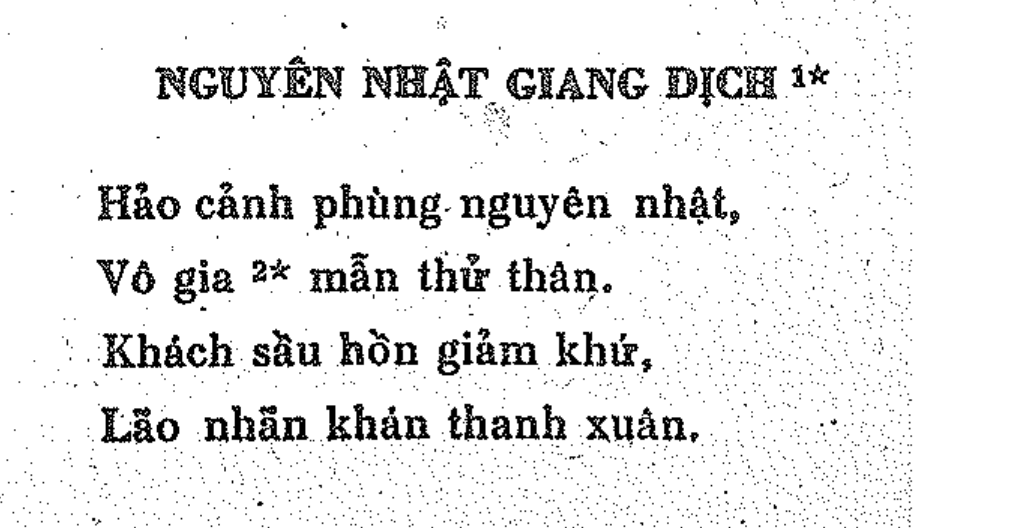 NGUYÊN NHẬT GIANG DỊCH ¹*
Hảo cảnh phùng nguyên nhật,
Vô gia ²* mẫn thử thân.
Khách sầu hồn giảm khứ,
Lão nhãn khán thanh xuân.